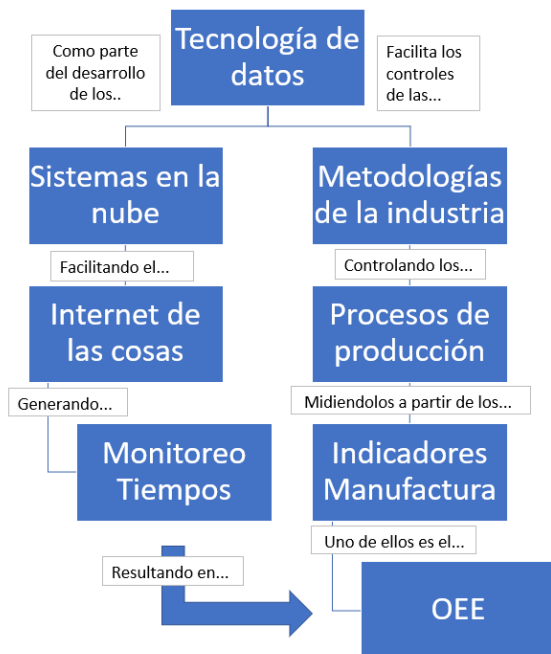 Tecnología de
datos
Como parte
del desarrollo
de los..
Facilita los
controles
de las...
Sistemas en la
nube
Metodologías
de la industria
Facilitando el...
Controlando los...
Internet de
las cosas
Procesos de
producción
Generando...
Midiendolos a partir de los...
Monitoreo
Tiempos
Indicadores
Manufactura
Uno de ellos es el...
Resultando en...
OEE